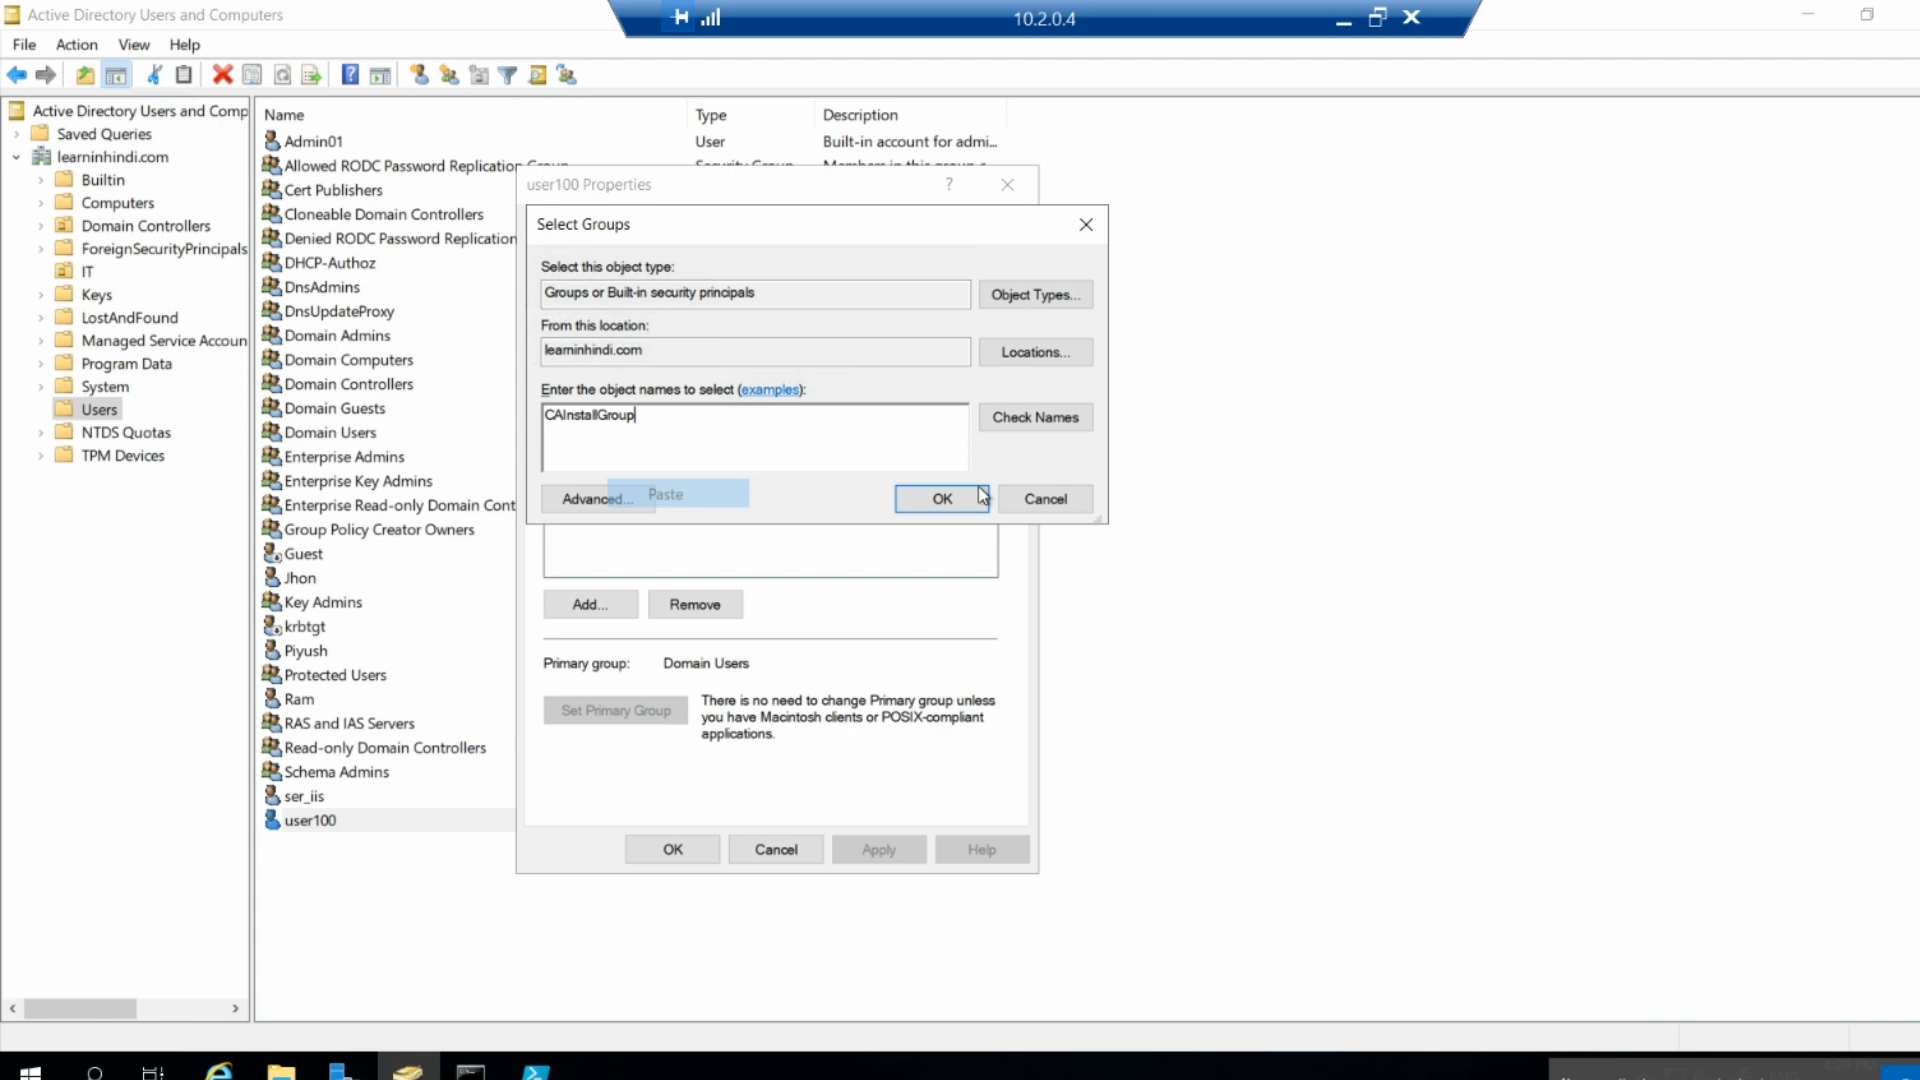 Active Directory Users and Computers
10.2.0.4
File Action View Help
Active Directory Users and Comp
Saved Queries
learninhindi.com
Builtin
Computers
Domain Controllers
ForeignSecurityPrincipals
IT
Keys
LostAndFound
Managed Service Accoun
Program Data
System
Users
NTDS Quotas
TPM Devices
Name Type Description
Admin01 User Built-in account for admi...
Allowed RODC Password Replication Group Security Group Members in this group c...
Cert Publishers
Cloneable Domain Controllers
Denied RODC Password Replication
DHCP-Authoz
DnsAdmins
DnsUpdateProxy
Domain Admins
Domain Computers
Domain Controllers
Domain Guests
Domain Users
Enterprise Admins
Enterprise Key Admins
Enterprise Read-only Domain Cont
Group Policy Creator Owners
Guest
Jhon
Key Admins
krbtgt
Piyush
Protected Users
Ram
RAS and IAS Servers
Read-only Domain Controllers
Schema Admins
ser_iis
user100
user100 Properties ?
Select Groups
Select this object type:
Groups or Built-in security principals
Object Types...
From this location:
learninhindi.com
Locations...
Enter the object names to select (examples):
CAInstallGroup
Check Names
Advanced...
Paste
OK
Cancel
Add...
Remove
Primary group: Domain Users
Set Primary Group
There is no need to change Primary group unless
you have Macintosh clients or POSIX-compliant
applications.
OK
Cancel
Apply
Help